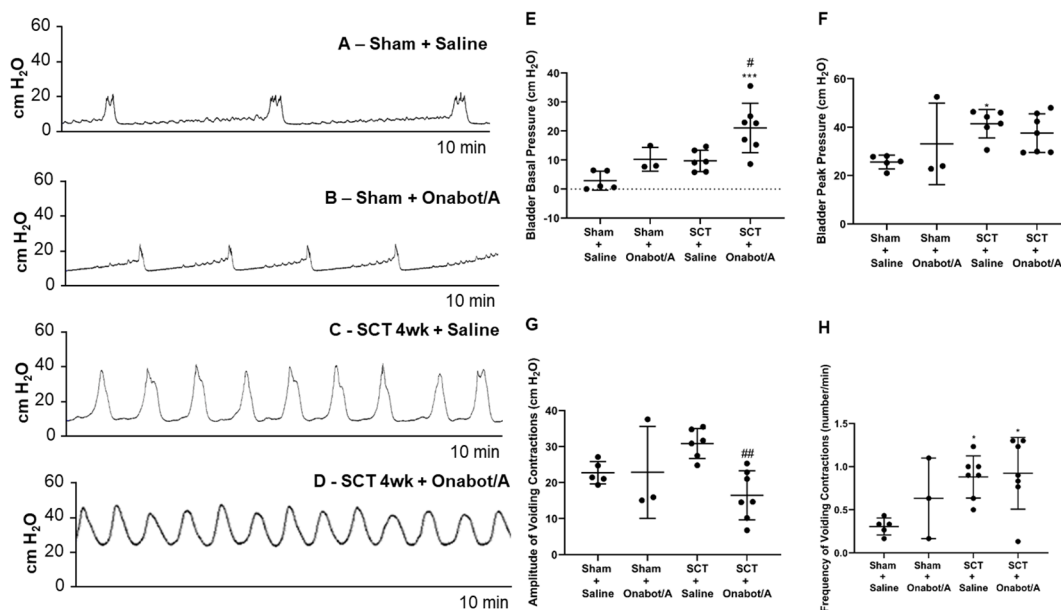 60
40
20
0
cm H₂O
A – Sham + Saline
10 min
60
40
20
0
cm H₂O
B – Sham + Onabot/A
10 min
60
40
20
0
cm H₂O
C - SCT 4wk + Saline
10 min
60
40
20
0
cm H₂O
D - SCT 4wk + Onabot/A
10 min
E
Bladder Basal Pressure (cm H₂O)
40
30
20
10
0
-10
#
***
Sham
+
Saline
Sham
+
Onabot/A
SCT
+
Saline
SCT
+
Onabot/A
F
Bladder Peak Pressure (cm H₂O)
60
40
20
0
*
Sham
+
Saline
Sham
+
Onabot/A
SCT
+
Saline
SCT
+
Onabot/A
G
Amplitude of Voiding Contractions (cm H₂O)
40
30
20
10
0
##
Sham
+
Saline
Sham
+
Onabot/A
SCT
+
Saline
SCT
+
Onabot/A
H
Frequency of Voiding Contractions (number/min)
1.5
1.0
0.5
0.0
*
*
Sham
+
Saline
Sham
+
Onabot/A
SCT
+
Saline
SCT
+
Onabot/A